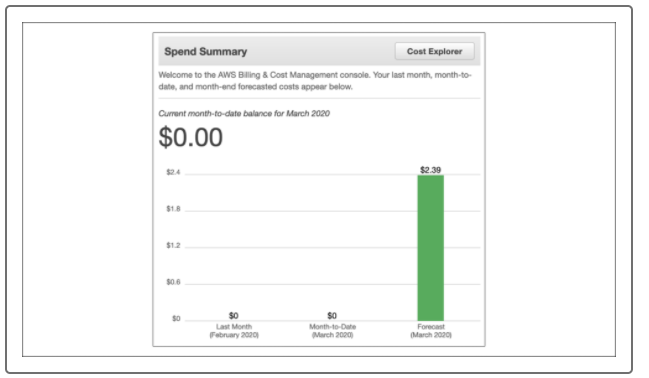 Spend Summary
Cost Explorer
Welcome to the AWS Billing & Cost Management console. Your last month, month-to-
date, and month-end forecasted costs appear below.
Current month-to-date balance for March 2020
$0.00
$2.4
$2.39
$1.8
$1.2
$0.6
$0
$0
$0
Last Month
(February 2020)
Month-to-Date
(March 2020)
Forecast
(March 2020)